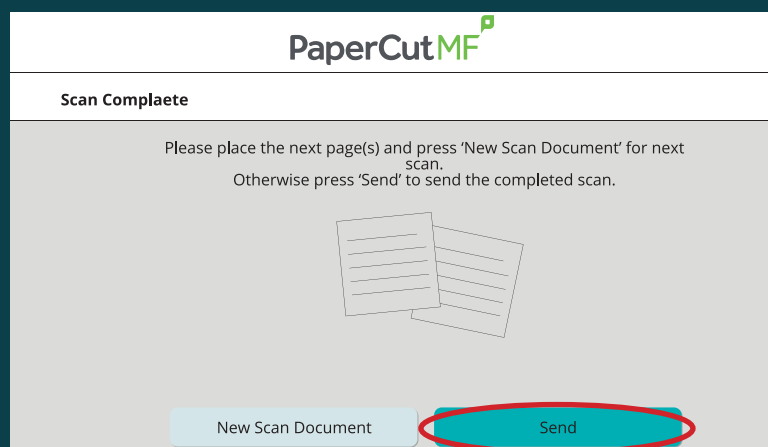 PaperCutMF
Scan Complaete
Please place the next page(s) and press ‘New Scan Document’ for next
scan.
Otherwise press ‘Send’ to send the completed scan.
New Scan Document
Send